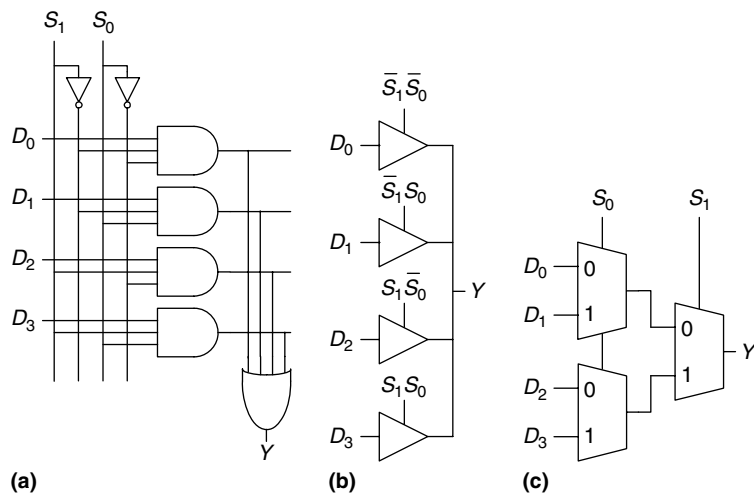 S₁ S₀
D₀
D₁
D₂
D₃
Y
(a)
S̅₁S̅₀
D₀
S̅₁S₀
D₁
S₁S̅₀
D₂
S₁S₀
D₃
Y
(b)
S₀ S₁
D₀ 0
D₁ 1
D₂ 0
D₃ 1
0
1
Y
(c)